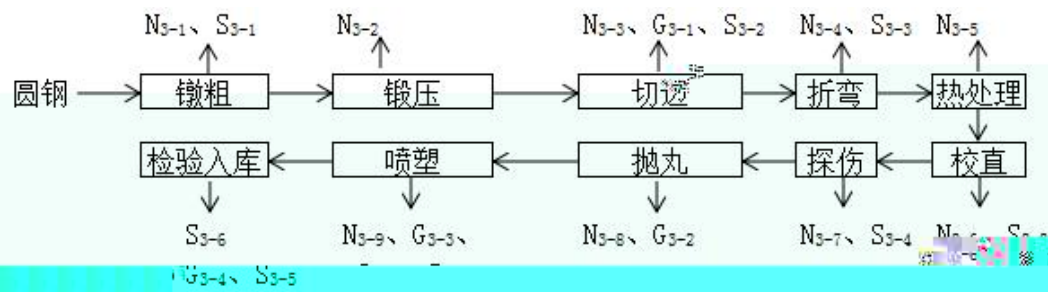 N₃₋₁、S₃₋₁ N₃₋₂ N₃₋₃、G₃₋₁、S₃₋₂ N₃₋₄、S₃₋₃ N₃₋₅
圆钢 镦粗 锻压 切边 折弯 热处理
检验入库 喷塑 抛丸 探伤 校直
S₃₋₆ N₃₋₉、G₃₋₃、 N₃₋₈、G₃₋₂ N₃₋₇、S₃₋₄
G₃₋₄、S₃₋₅